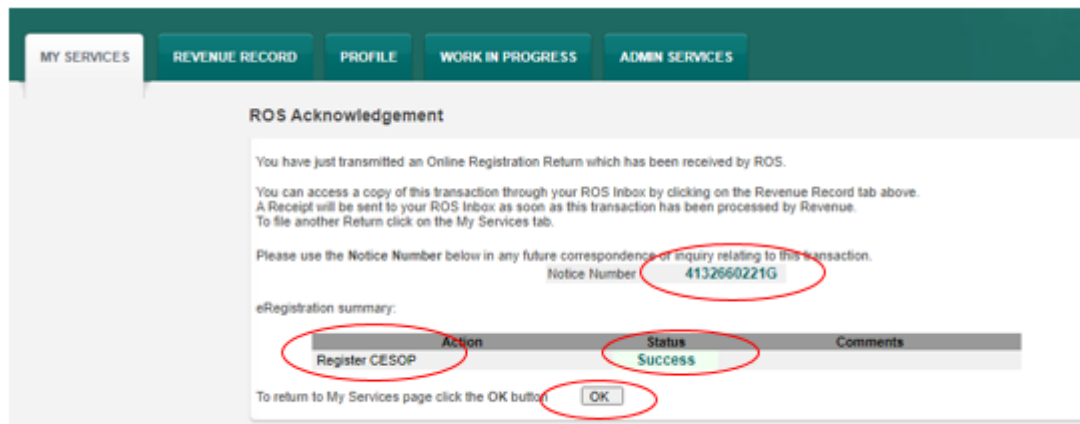 MY SERVICES REVENUE RECORD PROFILE WORK IN PROGRESS ADMIN SERVICES
ROS Acknowledgement
You have just transmitted an Online Registration Return which has been received by ROS.
You can access a copy of this transaction through your ROS Inbox by clicking on the Revenue Record tab above.
A Receipt will be sent to your ROS Inbox as soon as this transaction has been processed by Revenue.
To file another Return click on the My Services tab.
Please use the Notice Number below in any future correspondence or inquiry relating to this transaction.
Notice Number 4132660221G
eRegistration summary:
Action Status Comments
Register CESOP Success
To return to My Services page click the OK button OK